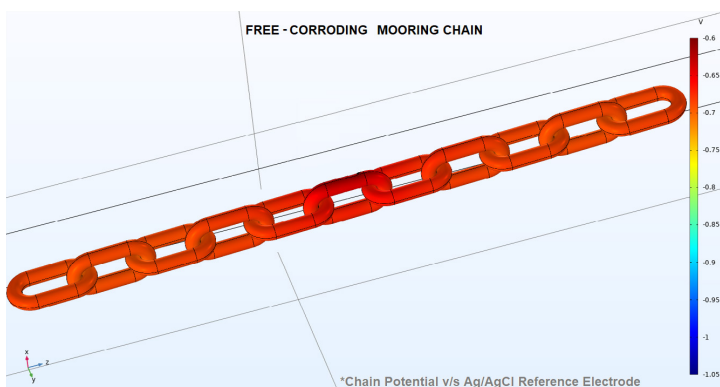 FREE - CORRODING MOORING CHAIN
V
-0.6
-0.65
-0.7
-0.75
-0.8
-0.85
-0.9
-0.95
-1
-1.05
x
z
y
*Chain Potential v/s Ag/AgCl Reference Electrode